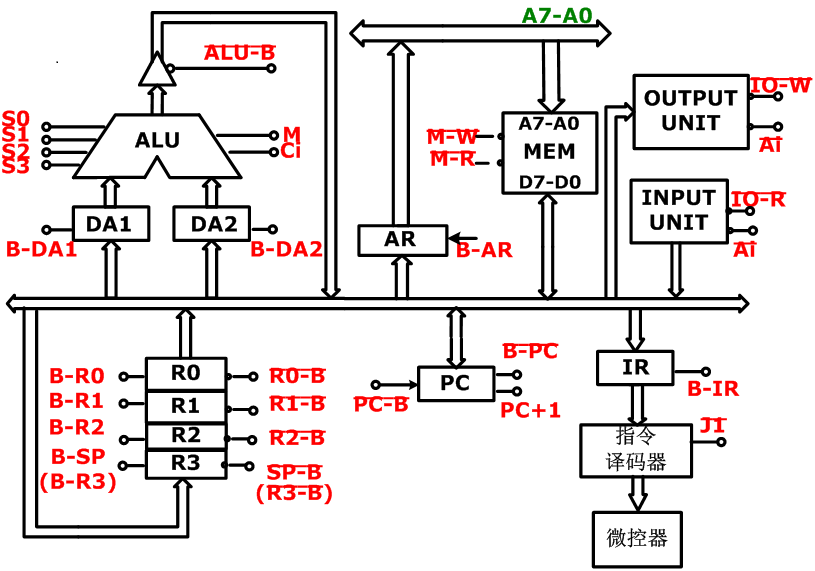 A7-A0
ALU-B
S0
S1
S2
S3
ALU
M
Ci
DA1
DA2
B-DA1
B-DA2
M-W
M-R
A7-A0
MEM
D7-D0
AR
B-AR
OUTPUT
UNIT
IO-W
Ai
INPUT
UNIT
IO-R
Ai
B-R0
B-R1
B-R2
B-SP
(B-R3)
R0
R1
R2
R3
R0-B
R1-B
R2-B
SP-B
(R3-B)
PC-B
PC
B-PC
PC+1
IR
B-IR
J1
指令
译码器
微控器